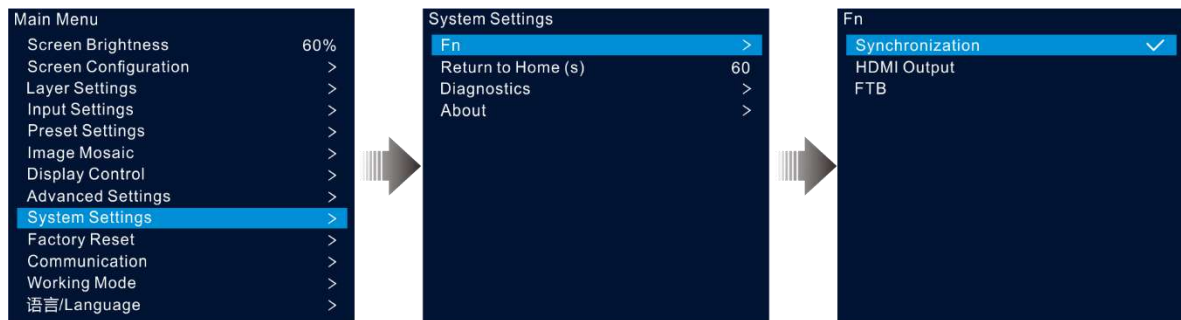 Main Menu
Screen Brightness 60%
Screen Configuration >
Layer Settings >
Input Settings >
Preset Settings >
Image Mosaic >
Display Control >
Advanced Settings >
System Settings >
Factory Reset >
Communication >
Working Mode >
语言/Language >
System Settings
Fn >
Return to Home (s) 60
Diagnostics >
About >
Fn
Synchronization ✓
HDMI Output
FTB